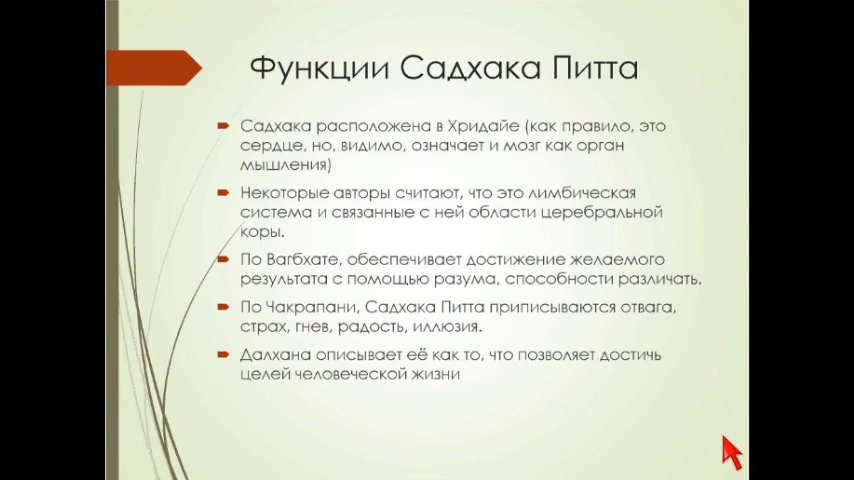 Функции Садхака Питта
Садхака расположена в Хридайе (как правило, это
сердце, но, видимо, означает и мозг как орган
мышления)
Некоторые авторы считают, что это лимбическая
система и связанные с ней области церебральной
коры.
По Вагбхате, обеспечивает достижение желаемого
результата с помощью разума, способности различать.
По Чакрапани, Садхака Питта приписываются отвага,
страх, гнев, радость, иллюзия.
Далхана описывает её как то, что позволяет достичь
целей человеческой жизни